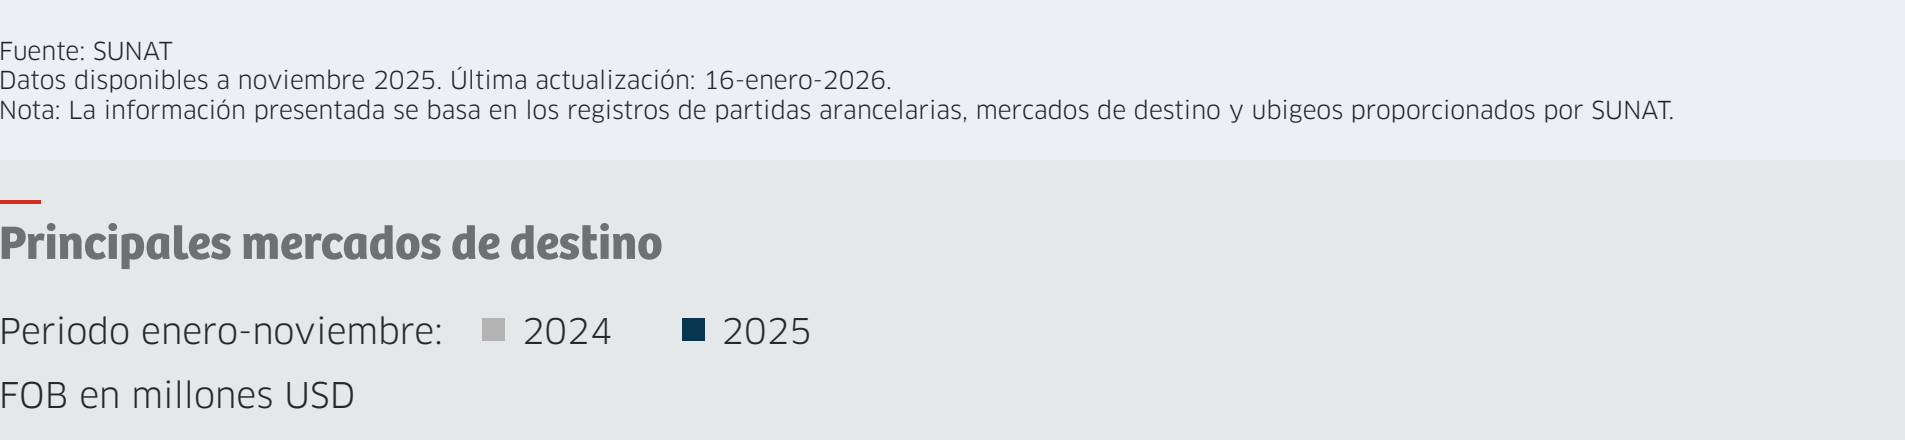 Fuente: SUNAT
Datos disponibles a noviembre 2025. Última actualización: 16-enero-2026.
Nota: La información presentada se basa en los registros de partidas arancelarias, mercados de destino y ubigeos proporcionados por SUNAT.
Principales mercados de destino
Periodo enero-noviembre: 2024 2025
FOB en millones USD